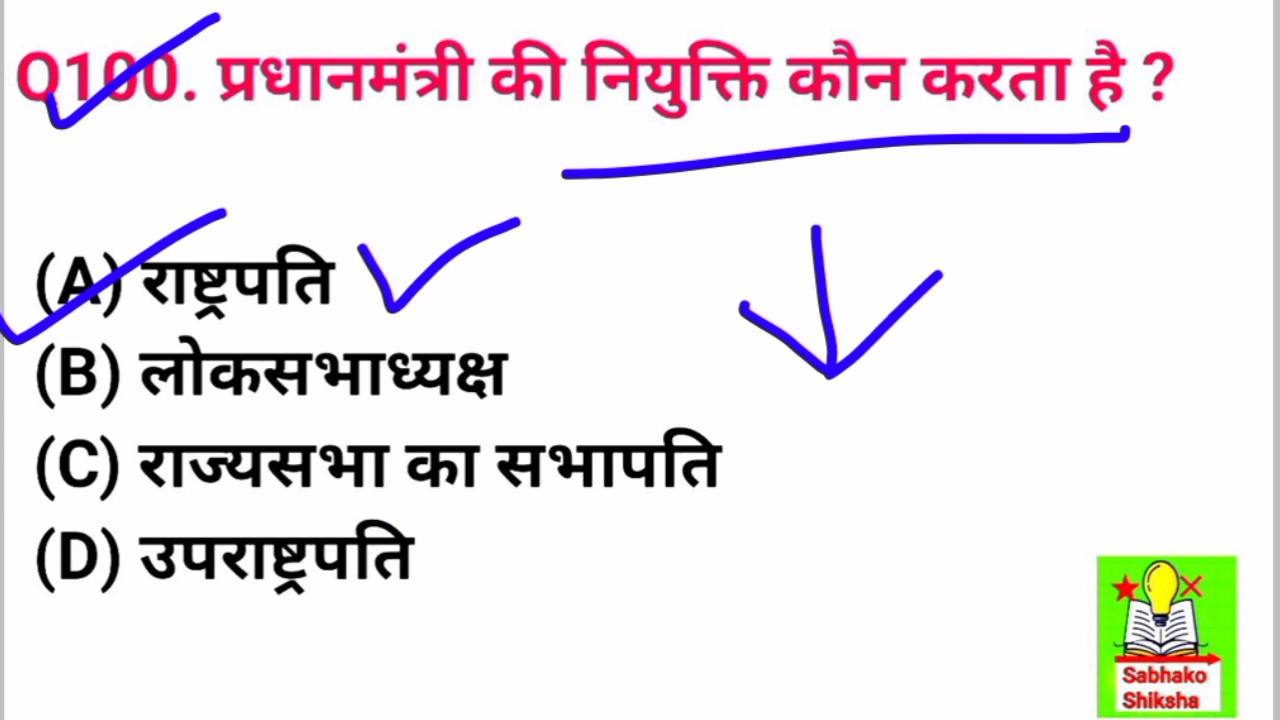 Q100. प्रधानमंत्री की नियुक्ति कौन करता है ?
(A) राष्ट्रपति
(B) लोकसभाध्यक्ष
(C) राज्यसभा का सभापति
(D) उपराष्ट्रपति
Sabhako
Shiksha